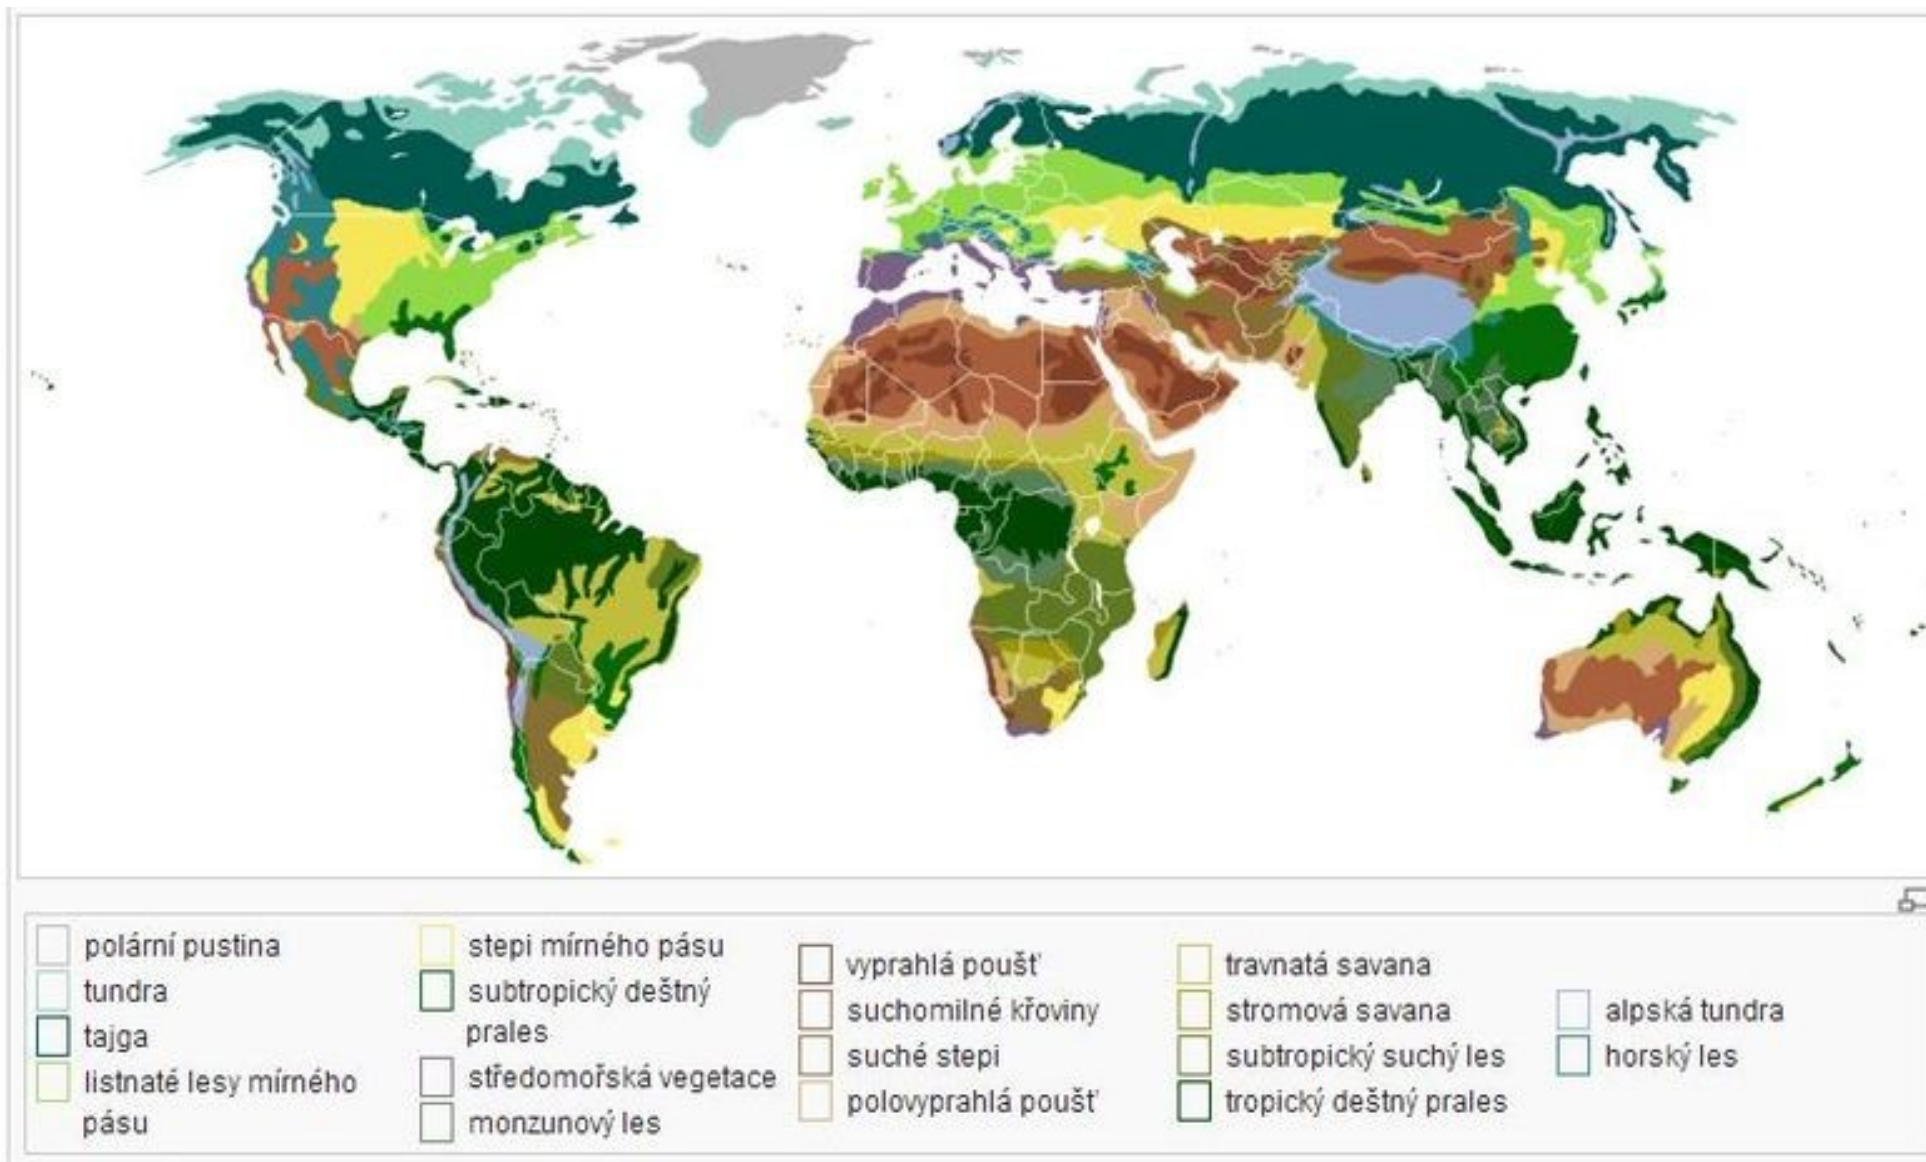 polární pustina
tundra
tajga
listnaté lesy mírného
pásu
stepi mírného pásu
subtropický deštný
prales
středomořská vegetace
monzunový les
vyprahlá poušť
suchomilné křoviny
suché stepi
polovyprahlá poušť
travnatá savana
stromová savana
subtropický suchý les
tropický deštný prales
alpská tundra
horský les